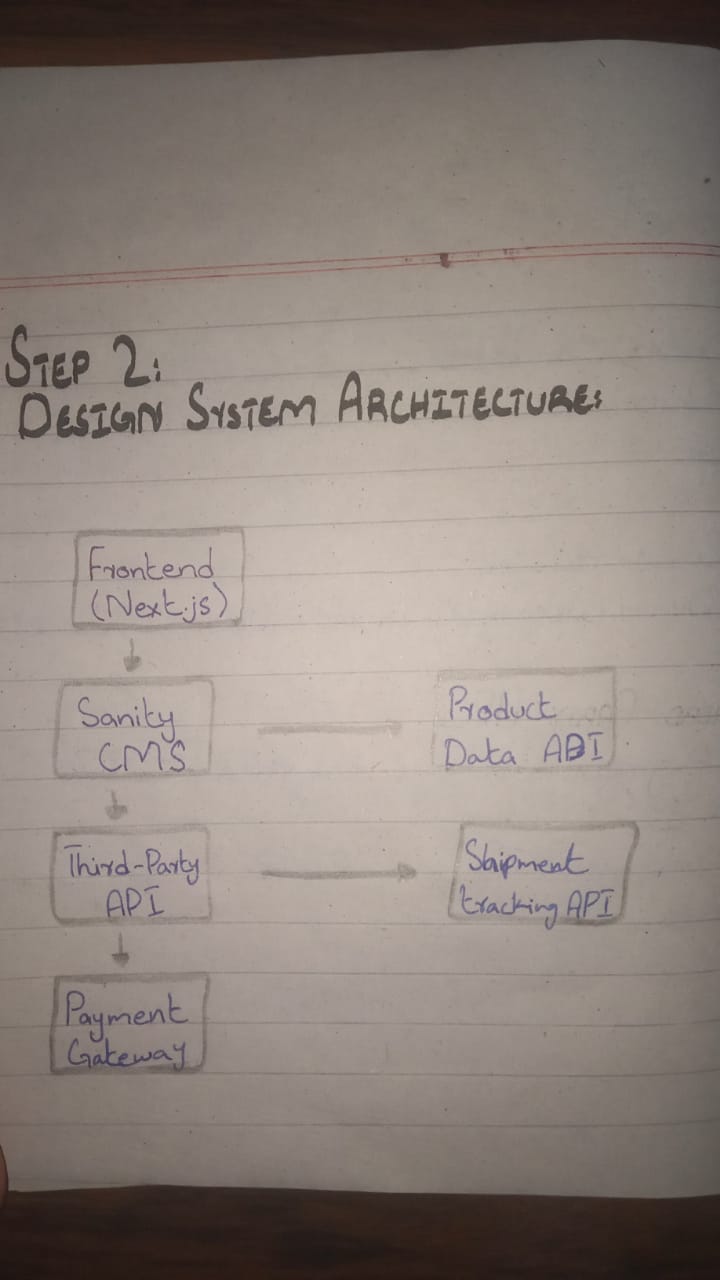 STEP 2:
DESIGN SYSTEM ARCHITECTURE:
Frontend
(Next.js)
Sanity
CMS
Product
Data API
Third-Party
API
Shipment
tracking API
Payment
Gateway